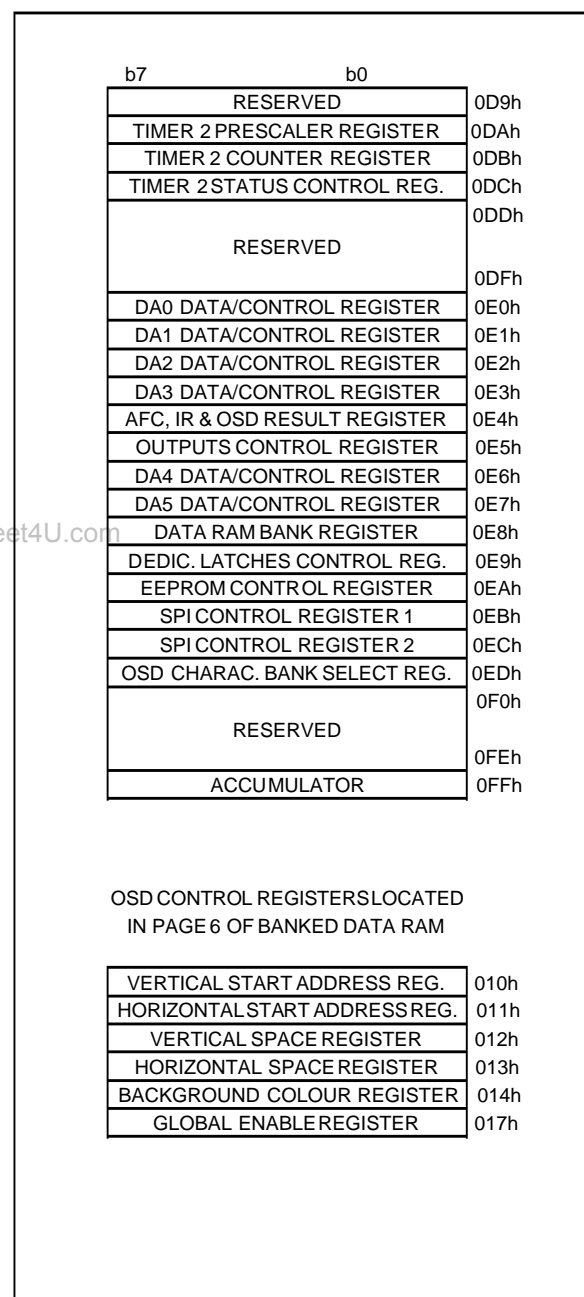 b7 b0
RESERVED 0D9h
TIMER 2 PRESCALER REGISTER 0DAh
TIMER 2 COUNTER REGISTER 0DBh
TIMER 2 STATUS CONTROL REG. 0DCh
0DDh
RESERVED
0DFh
DA0 DATA/CONTROL REGISTER 0E0h
DA1 DATA/CONTROL REGISTER 0E1h
DA2 DATA/CONTROL REGISTER 0E2h
DA3 DATA/CONTROL REGISTER 0E3h
AFC, IR & OSD RESULT REGISTER 0E4h
OUTPUTS CONTROL REGISTER 0E5h
DA4 DATA/CONTROL REGISTER 0E6h
DA5 DATA/CONTROL REGISTER 0E7h
eet4U.com DATA RAM BANK REGISTER 0E8h
DEDIC. LATCHES CONTROL REG. 0E9h
EEPROM CONTROL REGISTER 0EAh
SPI CONTROL REGISTER 1 0EBh
SPI CONTROL REGISTER 2 0ECh
OSD CHARAC. BANK SELECT REG. 0EDh
0F0h
RESERVED
0FEh
ACCUMULATOR 0FFh
OSD CONTROL REGISTERS LOCATED
IN PAGE 6 OF BANKED DATA RAM
VERTICAL START ADDRESS REG. 010h
HORIZONTAL START ADDRESS REG. 011h
VERTICAL SPACE REGISTER 012h
HORIZONTAL SPACE REGISTER 013h
BACKGROUND COLOUR REGISTER 014h
GLOBAL ENABLE REGISTER 017h